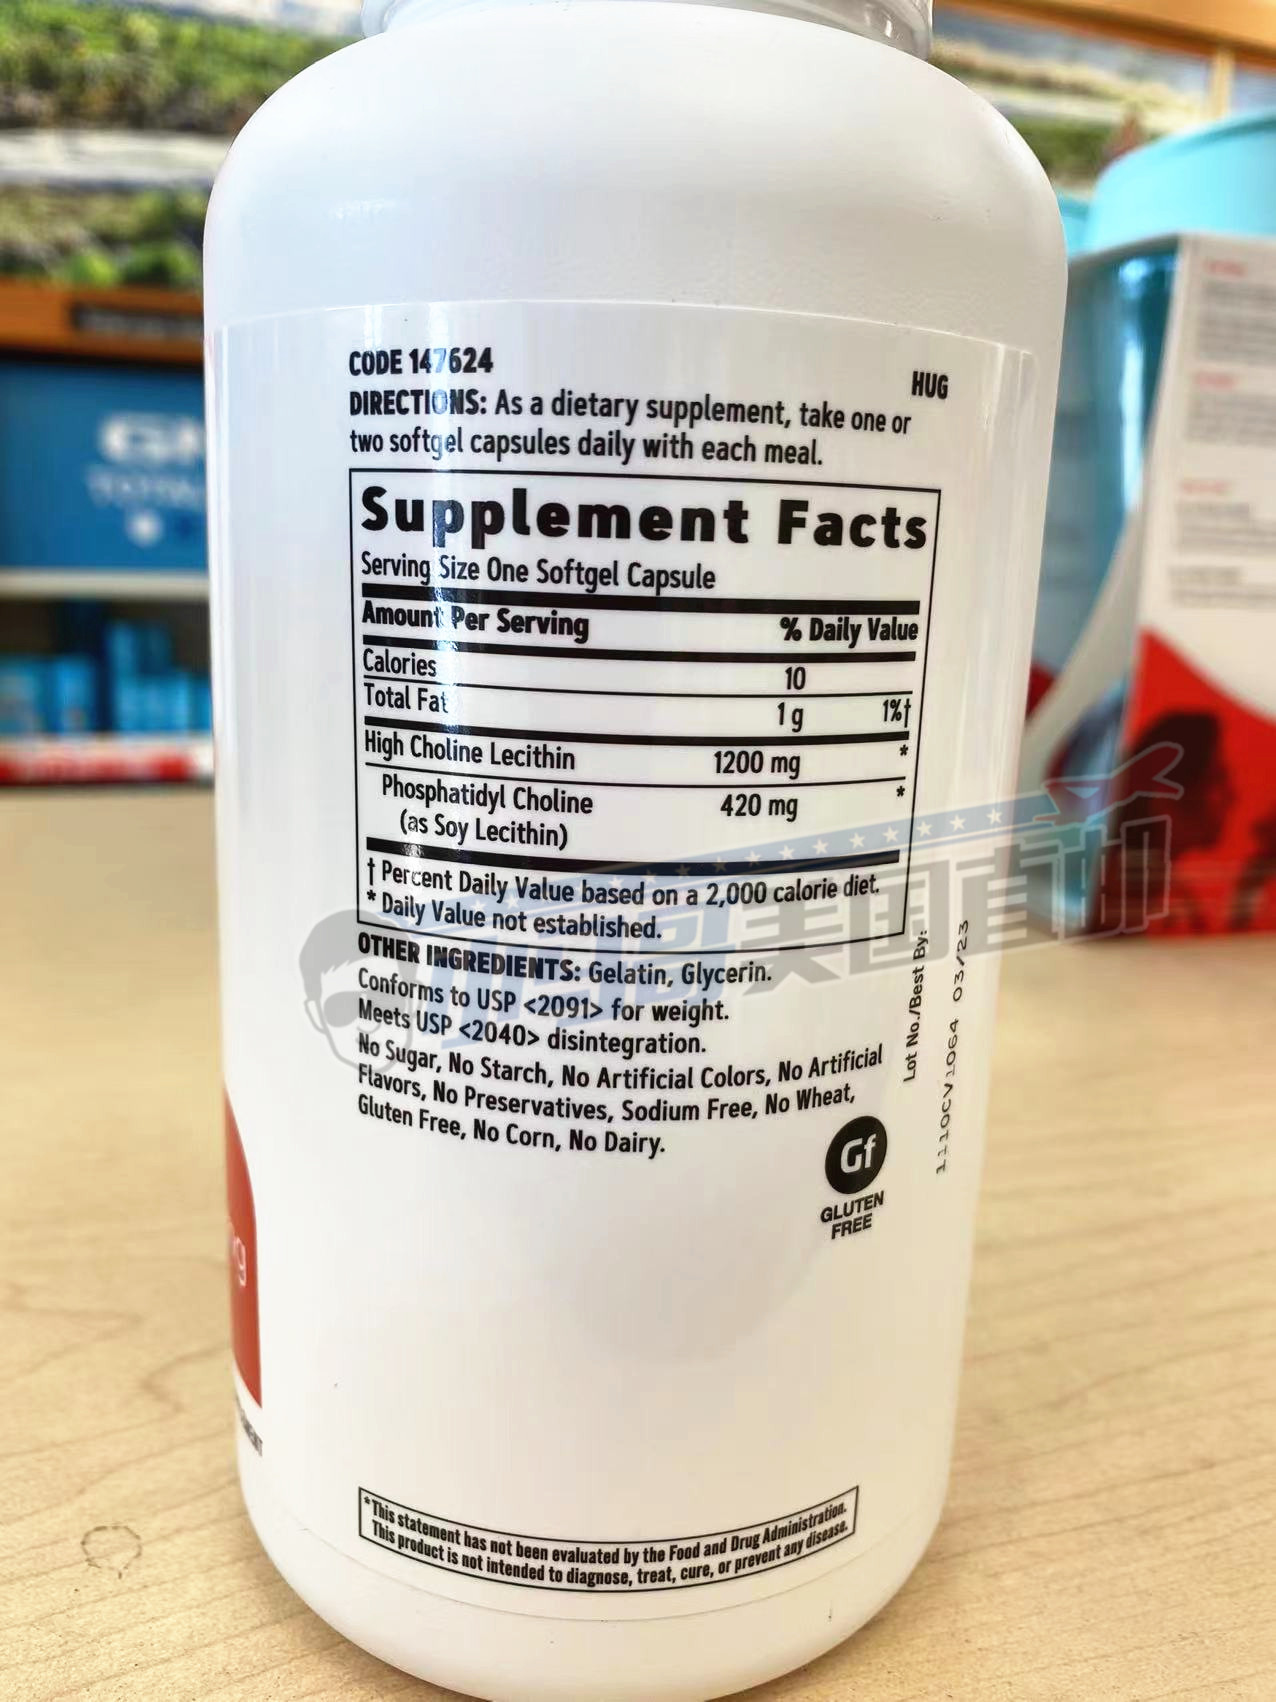 CODE 147624
HUG
DIRECTIONS: As a dietary supplement, take one or
two softgel capsules daily with each meal.
Supplement Facts
Serving Size One Softgel Capsule
Amount Per Serving % Daily Value
Calories 10
Total Fat 1 g 1%†
High Choline Lecithin 1200 mg *
Phosphatidyl Choline 420 mg *
(as Soy Lecithin)
† Percent Daily Value based on a 2,000 calorie diet.
* Daily Value not established.
OTHER INGREDIENTS: Gelatin, Glycerin.
Conforms to USP <2091> for weight.
Meets USP <2040> disintegration.
No Sugar, No Starch, No Artificial Colors, No Artificial
Flavors, No Preservatives, Sodium Free, No Wheat,
Gluten Free, No Corn, No Dairy.
Gf
GLUTEN
FREE
Lot No./Best By:
1110CV1064 03/23
*This statement has not been evaluated by the Food and Drug Administration.
This product is not intended to diagnose, treat, cure, or prevent any disease.
美国直邮